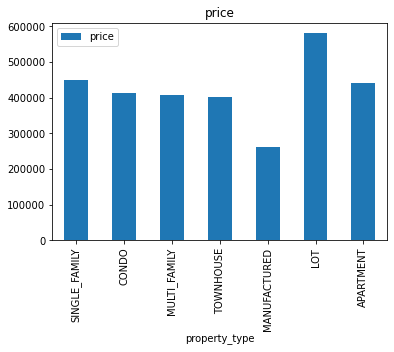 price
price
600000
500000
400000
300000
200000
100000
0
SINGLE_FAMILY
CONDO
MULTI_FAMILY
TOWNHOUSE
MANUFACTURED
LOT
APARTMENT
property_type